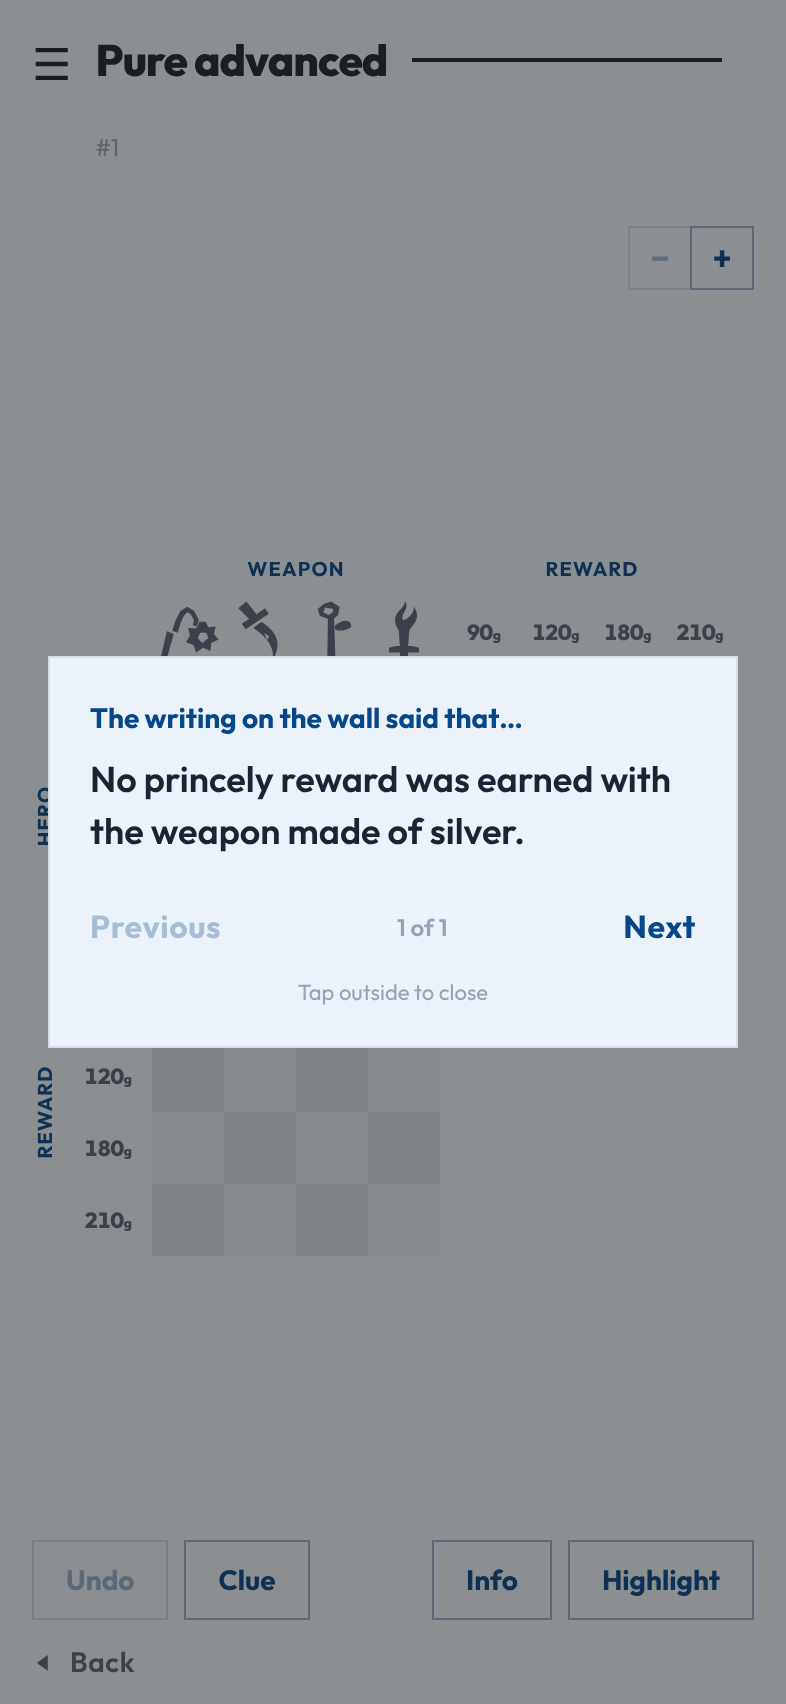 Pure advanced
#1
− +
WEAPON REWARD
90g 120g 180g 210g
The writing on the wall said that...
No princely reward was earned with
the weapon made of silver.
HERO
Previous 1 of 1 Next
Tap outside to close
REWARD
120g
180g
210g
Undo Clue Info Highlight
Back